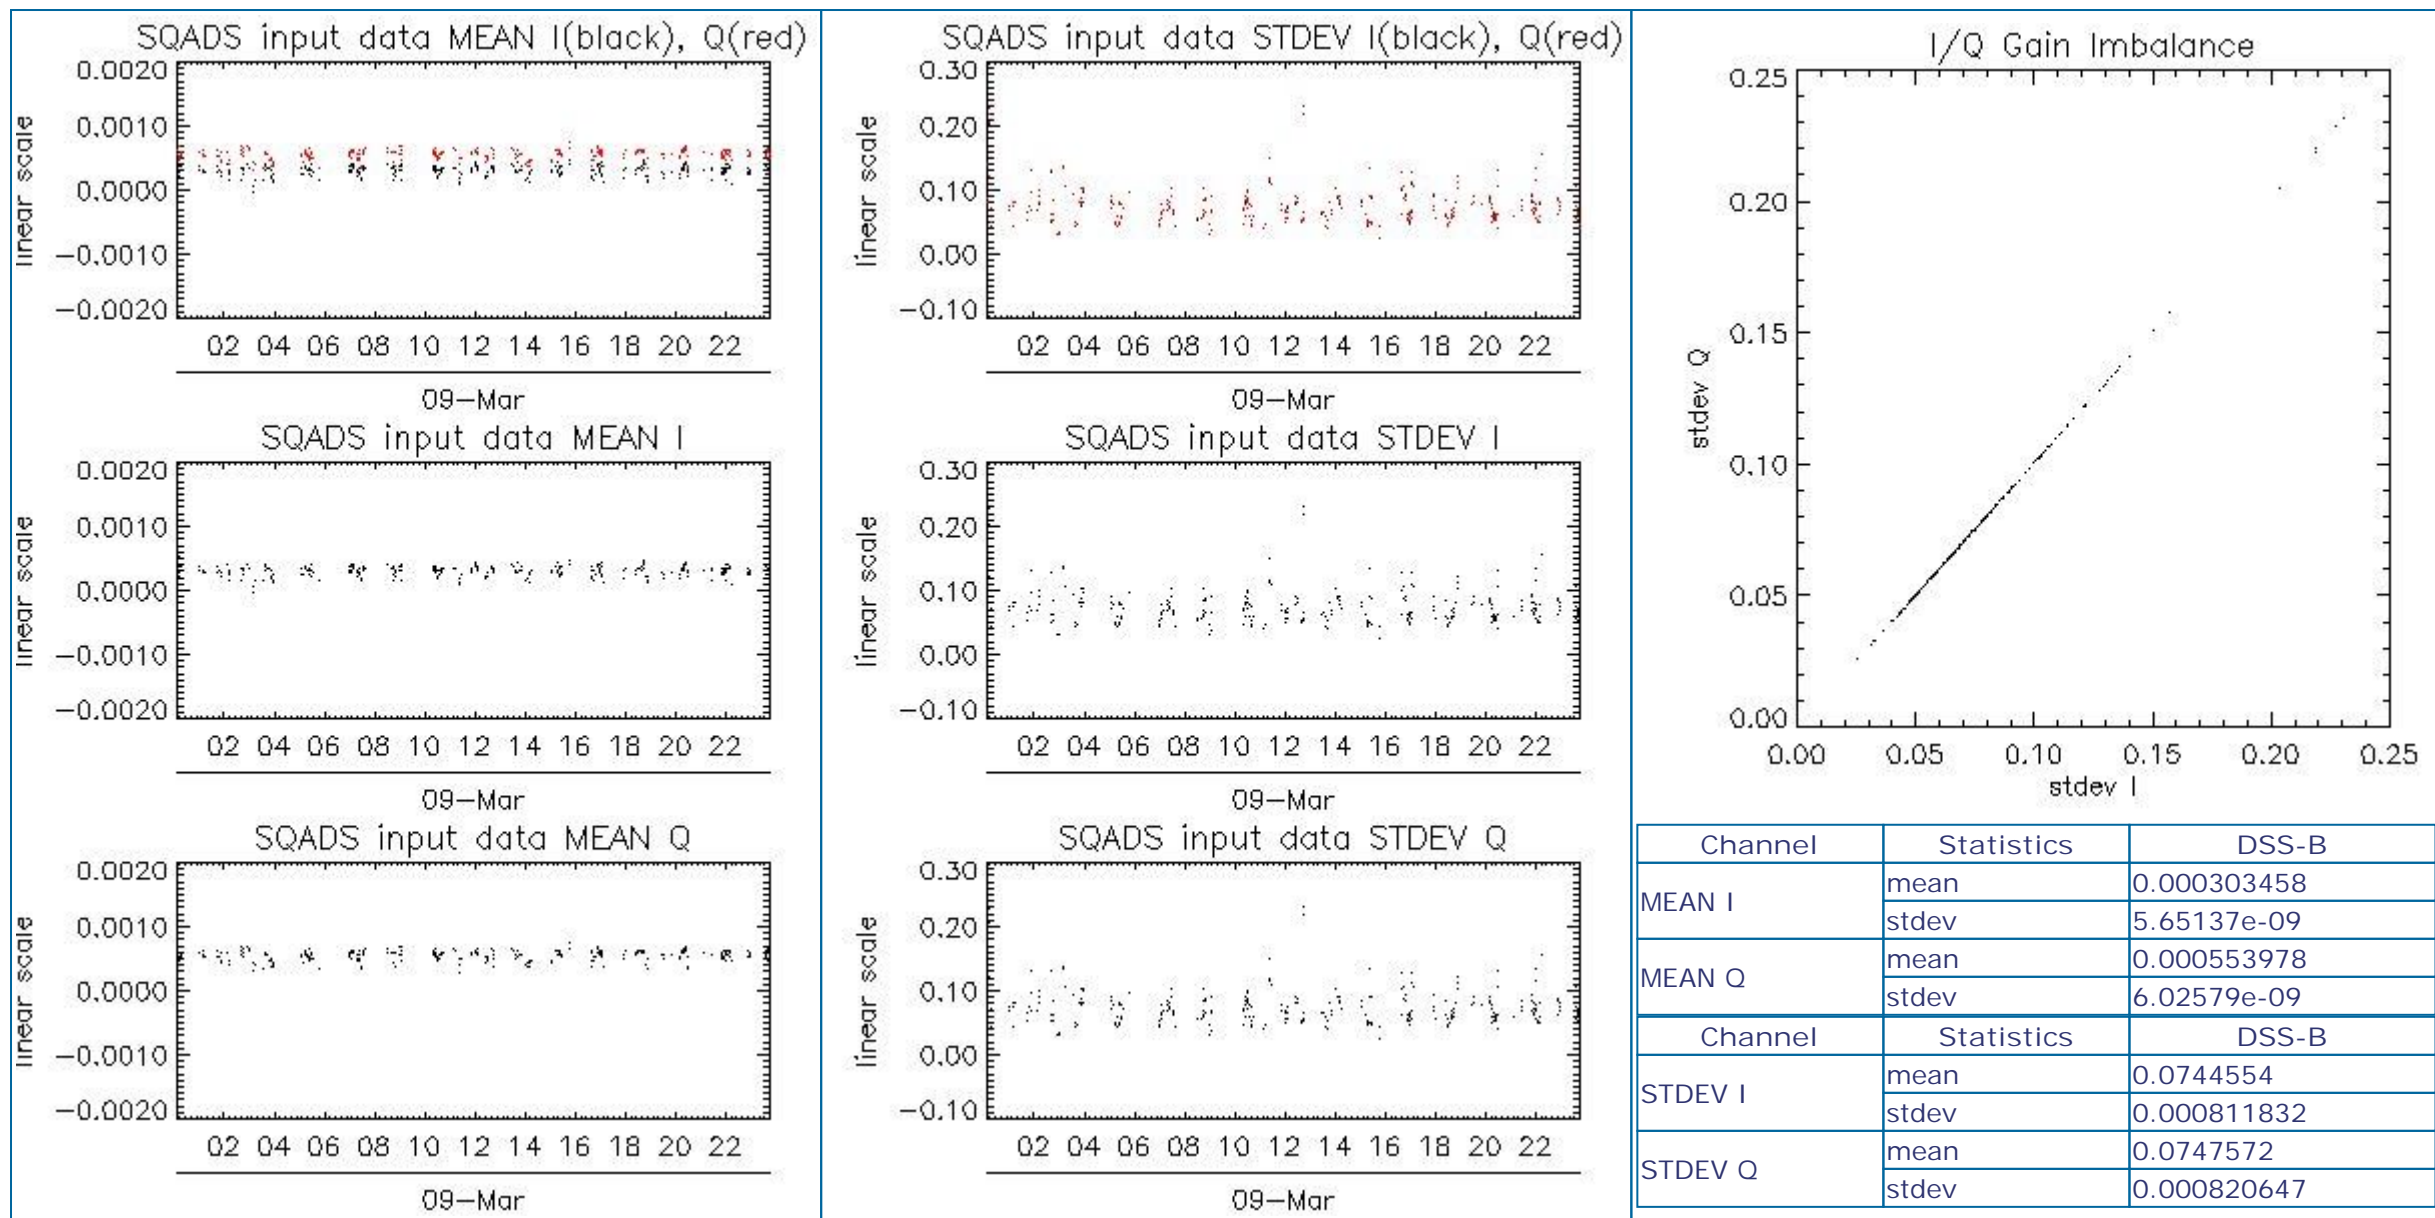 SQADS input data MEAN I(black), Q(red)
0.0020
0.0010
0.0000
−0.0010
−0.0020
linear scale
02 04 06 08 10 12 14 16 18 20 22
09−Mar
SQADS input data MEAN I
0.0020
0.0010
0.0000
−0.0010
−0.0020
linear scale
02 04 06 08 10 12 14 16 18 20 22
09−Mar
SQADS input data MEAN Q
0.0020
0.0010
0.0000
−0.0010
−0.0020
linear scale
02 04 06 08 10 12 14 16 18 20 22
09−Mar
SQADS input data STDEV I(black), Q(red)
0.30
0.20
0.10
0.00
−0.10
linear scale
02 04 06 08 10 12 14 16 18 20 22
09−Mar
SQADS input data STDEV I
0.30
0.20
0.10
0.00
−0.10
linear scale
02 04 06 08 10 12 14 16 18 20 22
09−Mar
SQADS input data STDEV Q
0.30
0.20
0.10
0.00
−0.10
linear scale
02 04 06 08 10 12 14 16 18 20 22
09−Mar
I/Q Gain Imbalance
0.25
0.20
0.15
0.10
0.05
0.00
stdev Q
0.00 0.05 0.10 0.15 0.20 0.25
stdev I
Channel Statistics DSS-B
MEAN I
mean 0.000303458
stdev 5.65137e-09
MEAN Q
mean 0.000553978
stdev 6.02579e-09
Channel Statistics DSS-B
STDEV I
mean 0.0744554
stdev 0.000811832
STDEV Q
mean 0.0747572
stdev 0.000820647